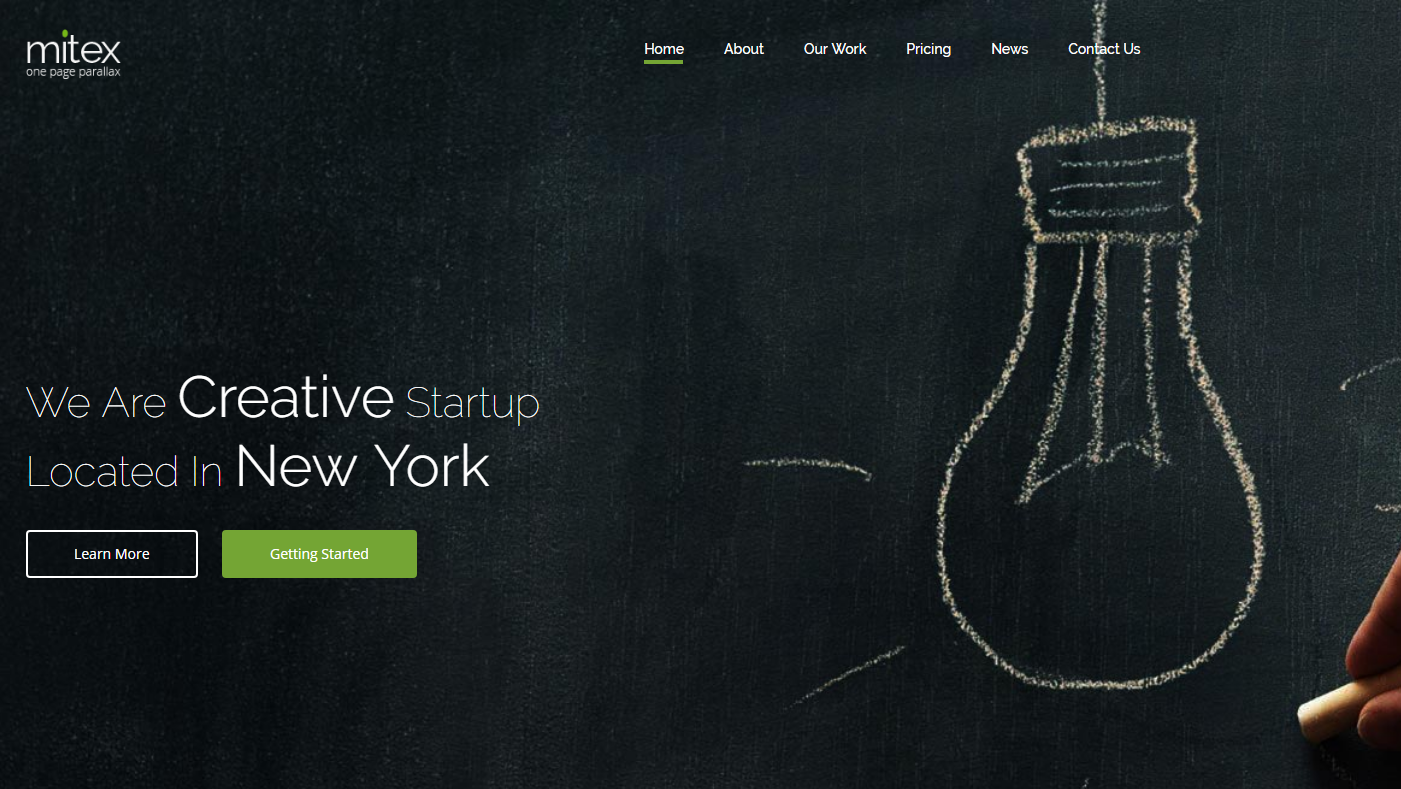 mitex
one page parallax
Home About Our Work Pricing News Contact Us
We Are Creative Startup
Located In New York
Learn More Getting Started